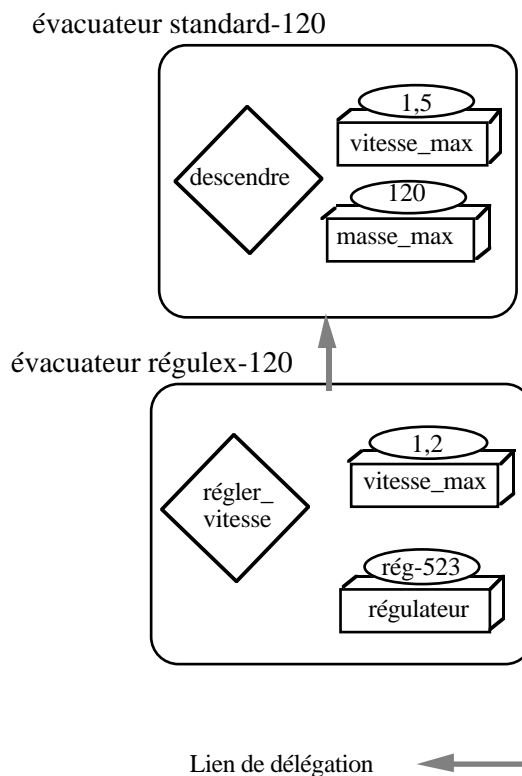 évacuateur standard-120
1,5
vitesse_max
descendre
120
masse_max
évacuateur régulex-120
1,2
vitesse_max
régler_
vitesse
rég-523
régulateur
Lien de délégation